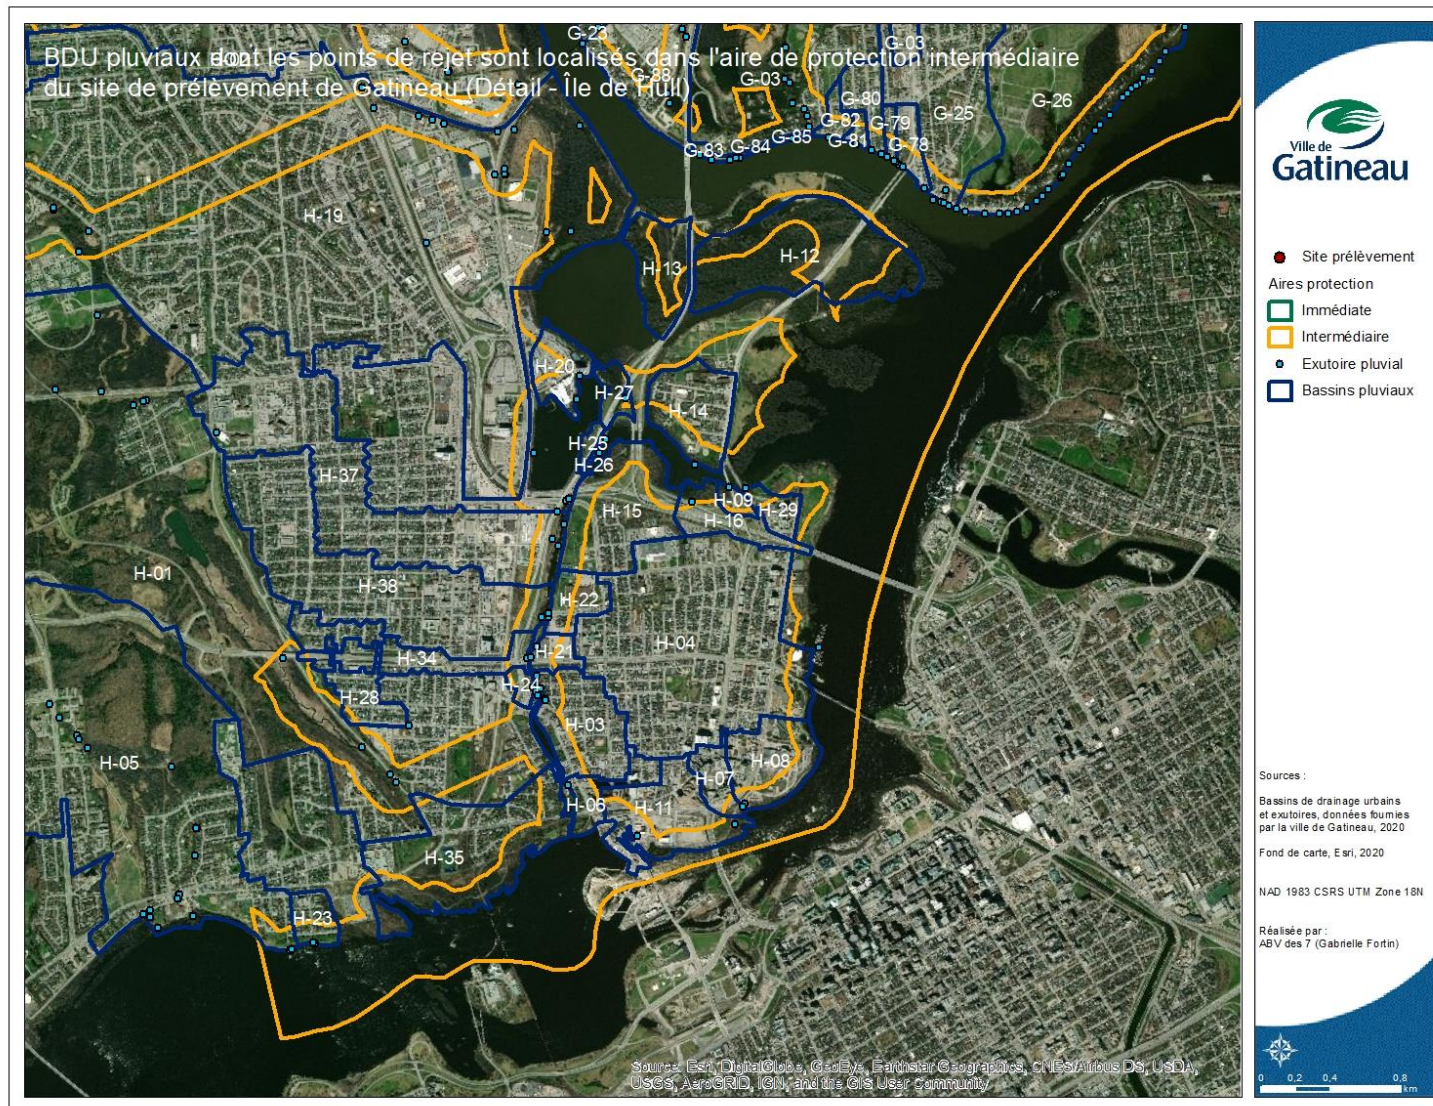 BDU pluviaux dont les points de rejet sont localisés dans l'aire de protection intermédiaire
du site de prélèvement de Gatineau (Détail - Île de Hull)
G-23
G-03
G-88
G-03
G-80
G-25
G-26
G-82
G-79
G-81
G-78
G-83
G-84
G-85
H-19
H-13
H-12
H-20
H-27
H-14
H-25
H-26
H-37
H-09
H-15
H-16
H-29
H-01
H-38
H-22
H-04
H-34
H-21
H-28
H-24
H-03
H-05
H-07
H-08
H-06
H-11
H-35
H-23
Source: Esri, DigitalGlobe, GeoEye, Earthstar Geographics, CNES/Airbus DS, USDA,
USGS, AeroGRID, IGN, and the GIS User Community
Ville de
Gatineau
Site prélèvement
Aires protection
Immédiate
Intermédiaire
Exutoire pluvial
Bassins pluviaux
Sources :
Bassins de drainage urbains
et exutoires, données fournies
par la ville de Gatineau, 2020
Fond de carte, Esri, 2020
NAD 1983 CSRS UTM Zone 18N
Réalisée par :
ABV des 7 (Gabrielle Fortin)
0 0,2 0,4 0,8
km